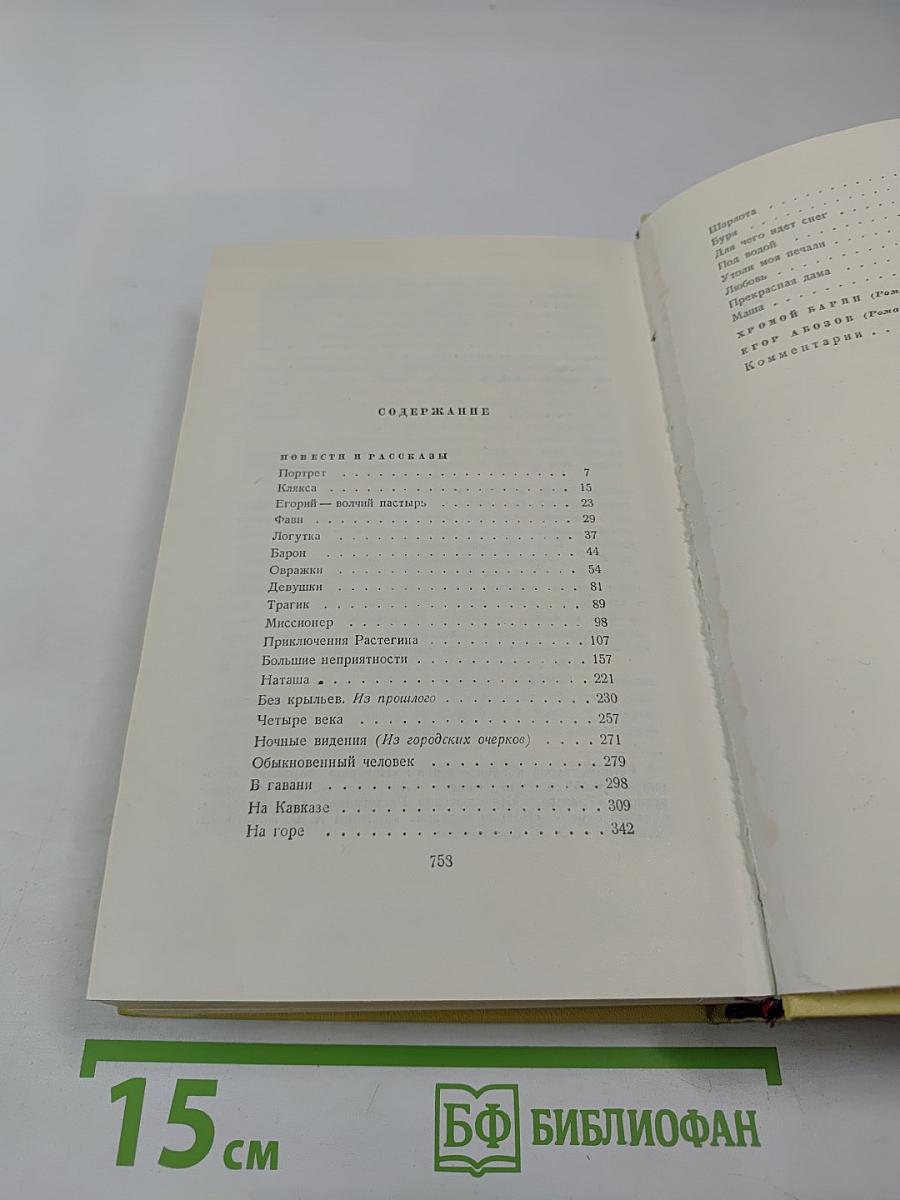 СОДЕРЖАНИЕ
ПОВЕСТИ И РАССКАЗЫ
Портрет . . . . . . . . . . . . . . . . . . . 7
Клякса . . . . . . . . . . . . . . . . . . . . 15
Егорий — волчий пастырь . . . . . . . . . . . 23
Фавн . . . . . . . . . . . . . . . . . . . . . 29
Логутка . . . . . . . . . . . . . . . . . . . 37
Барон . . . . . . . . . . . . . . . . . . . . 44
Овражки . . . . . . . . . . . . . . . . . . . 54
Девушки . . . . . . . . . . . . . . . . . . . 81
Трагик . . . . . . . . . . . . . . . . . . . . 89
Миссионер . . . . . . . . . . . . . . . . . . 98
Приключения Растегина . . . . . . . . . . . . 107
Большие неприятности . . . . . . . . . . . . . 157
Наташа . . . . . . . . . . . . . . . . . . . . 221
Без крыльев. Из прошлого . . . . . . . . . . . 230
Четыре века . . . . . . . . . . . . . . . . . 257
Ночные видения (Из городских очерков) . . . . 271
Обыкновенный человек . . . . . . . . . . . . . 279
В гавани . . . . . . . . . . . . . . . . . . . 298
На Кавказе . . . . . . . . . . . . . . . . . . 309
На горе . . . . . . . . . . . . . . . . . . . 342
753
Шарлота . . . . . . . .
Буря . . . . . . . .
Для чего идет снег . . . .
Под водой . . . . . .
Утоли моя печали . . . .
Любовь . . . . . . .
Прекрасная дама . . . .
Маша . . . . . . .
ХРОМОЙ БАРИН (Ром
ЕГОР АБОЗОВ (Рома
Комментарии . .
15 см
БФ БИБЛИОФАН